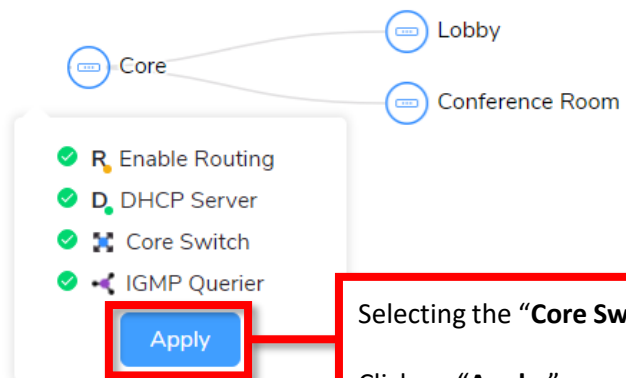 Lobby
Core
Conference Room
R Enable Routing
D DHCP Server
Core Switch
IGMP Querier
Selecting the “Core Sw
Apply